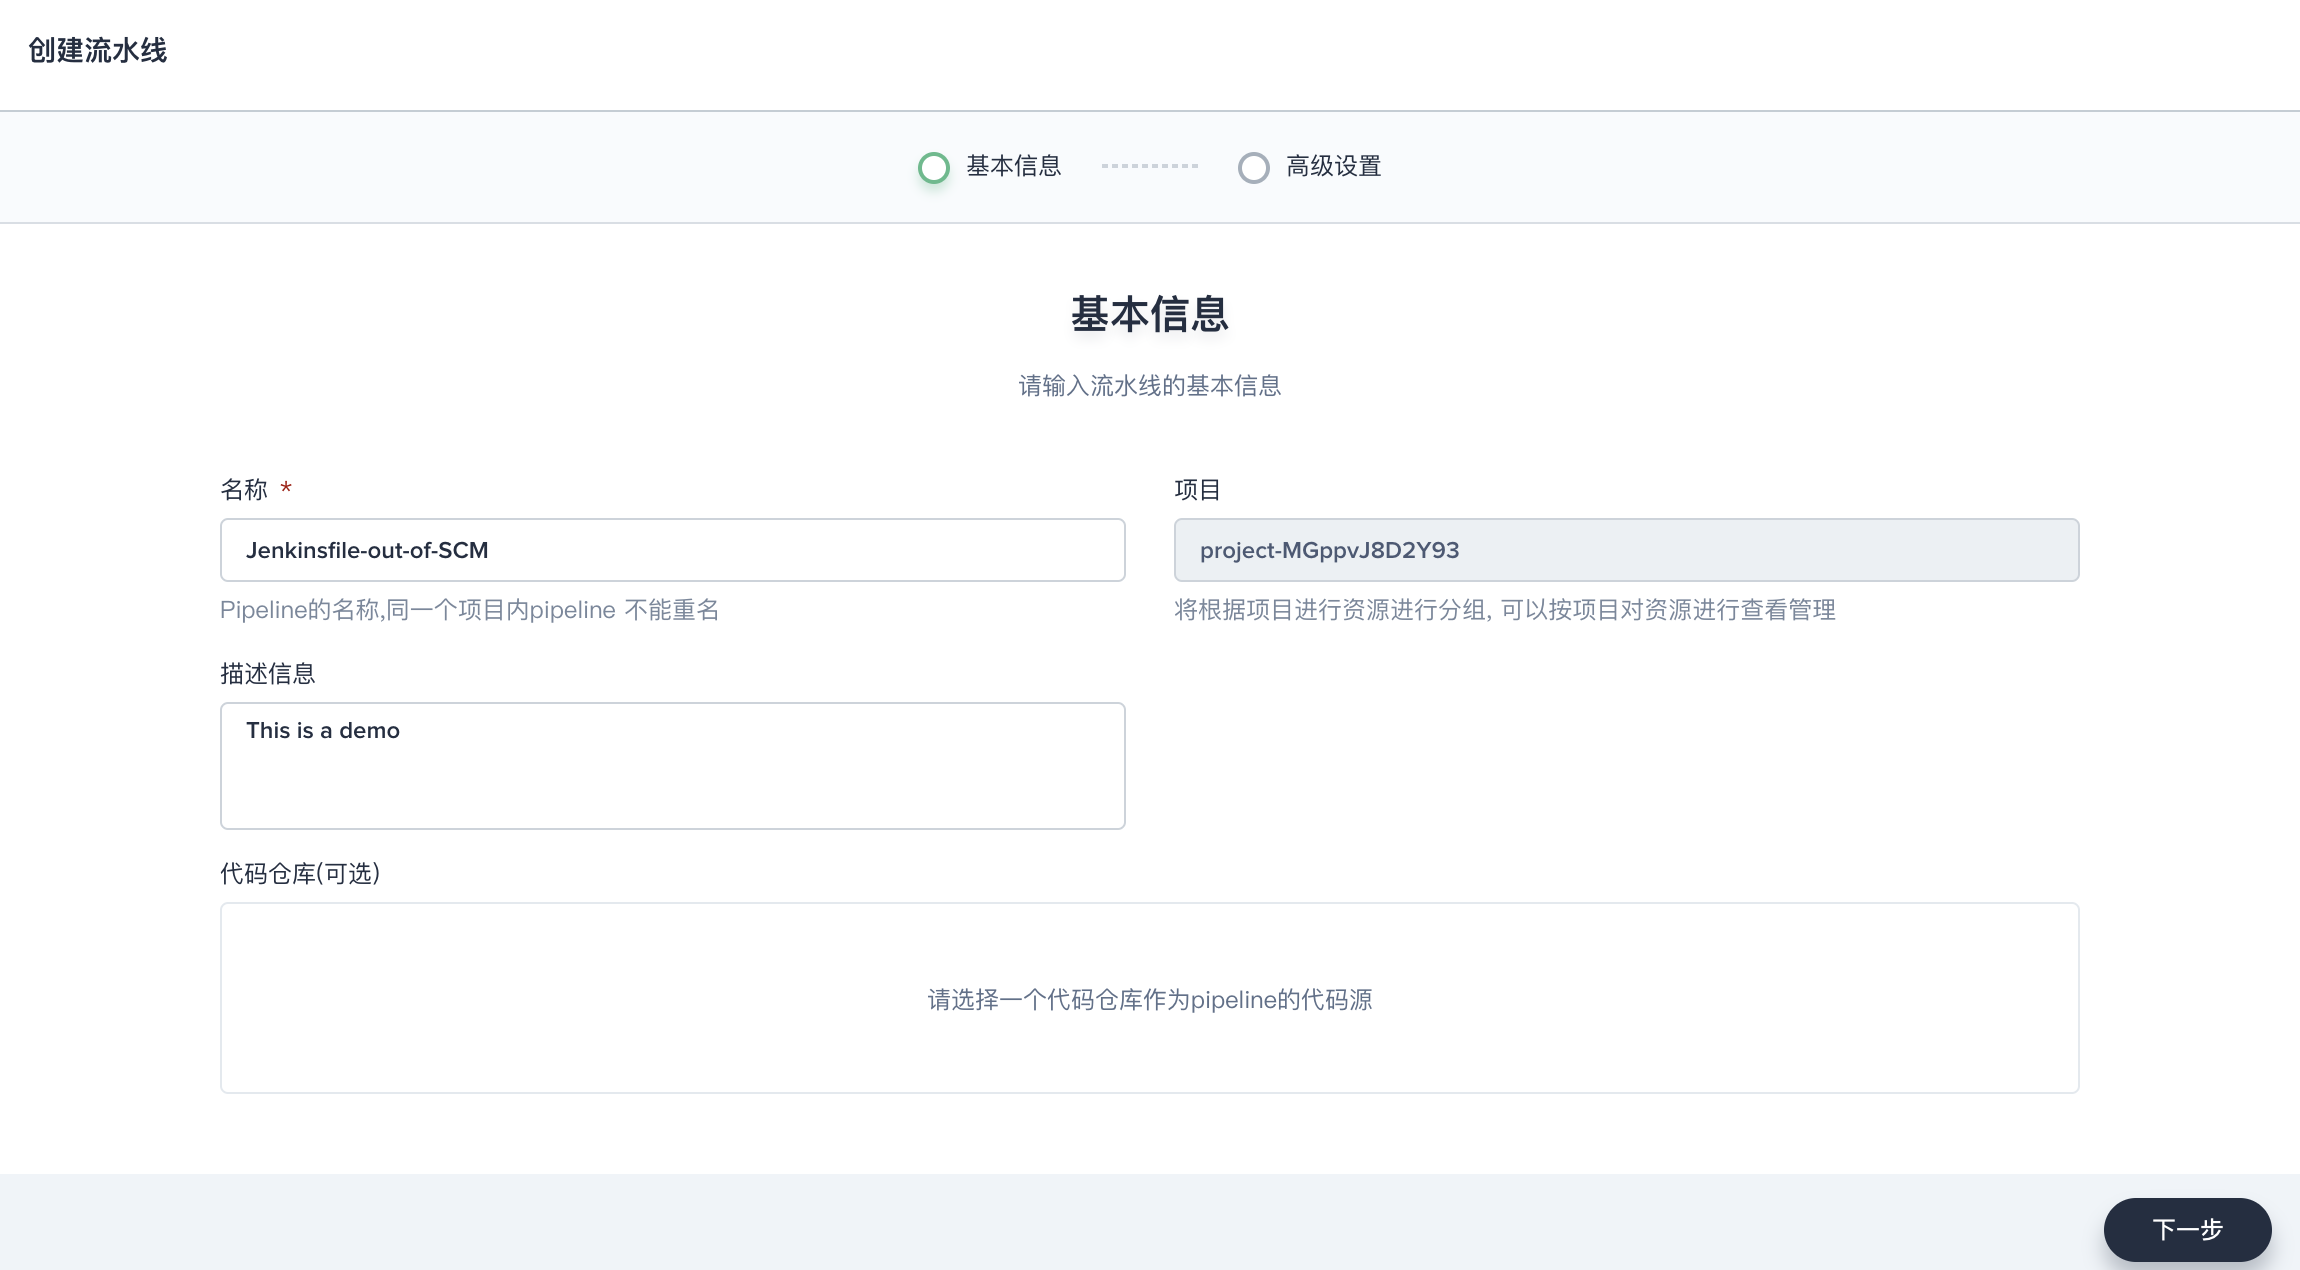 创建流水线
基本信息
高级设置
基本信息
请输入流水线的基本信息
名称 *
项目
Jenkinsfile-out-of-SCM
project-MGppvJ8D2Y93
Pipeline的名称,同一个项目内pipeline 不能重名
将根据项目进行资源进行分组, 可以按项目对资源进行查看管理
描述信息
This is a demo
代码仓库(可选)
请选择一个代码仓库作为pipeline的代码源
下一步